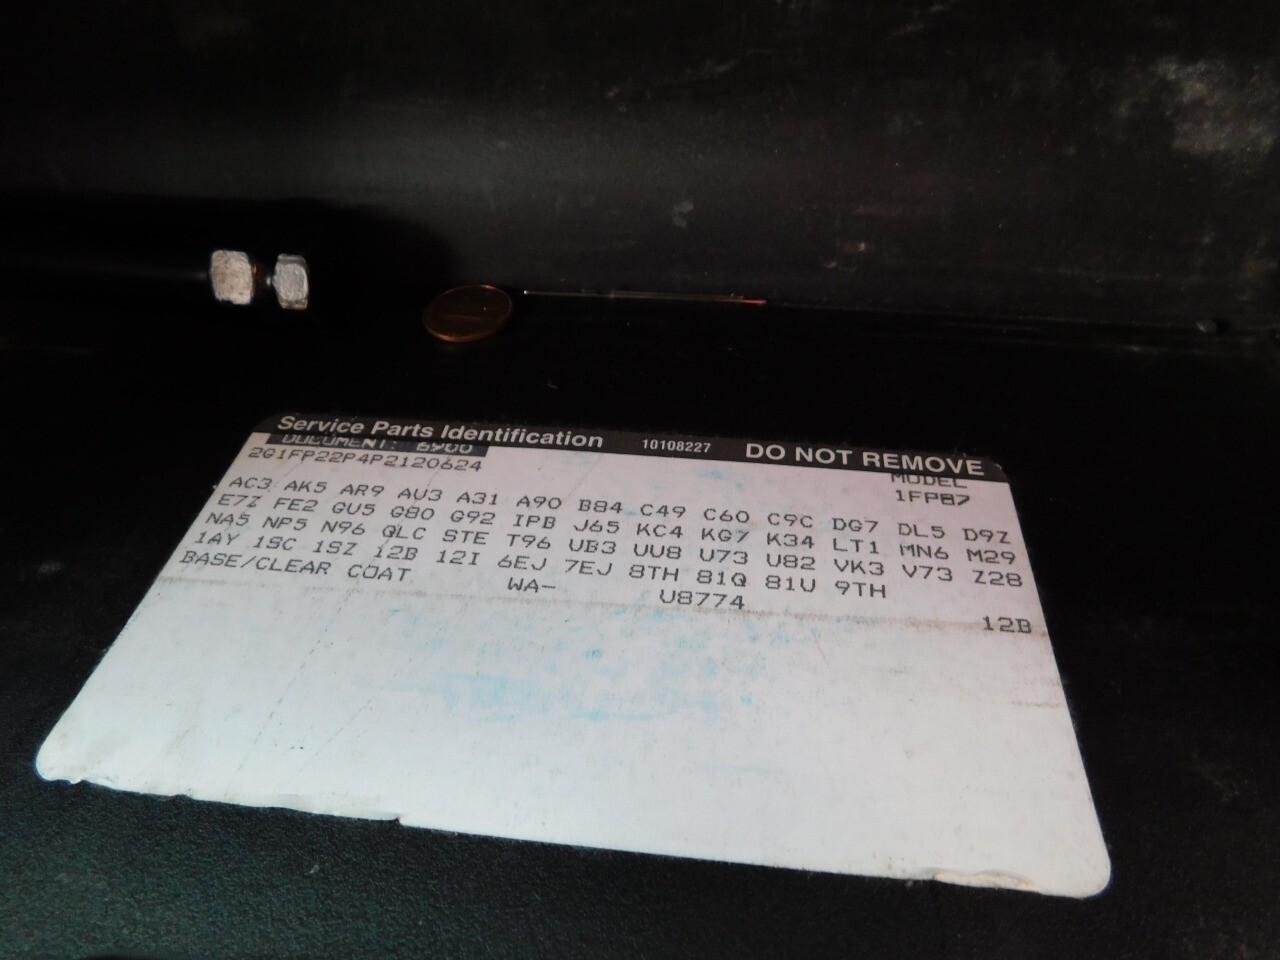 Service Parts Identification 10108227 DO NOT REMOVE
DOCUMENT: 6900
2G1FP22P4P2120624
MODEL
1FP87
AC3 AK5 AR9 AU3 A31 A90 B84 C49 C60 C9C DG7 DL5 D9Z
E7Z FE2 GU5 G80 G92 IPB J65 KC4 KG7 K34 LT1 MN6 M29
NA5 NP5 N96 QLC STE T96 UB3 UU8 U73 U82 VK3 V73 Z28
1AY 1SC 1SZ 12B 12I 6EJ 7EJ 8TH 81Q 81U 9TH
BASE/CLEAR COAT WA- U8774
12B